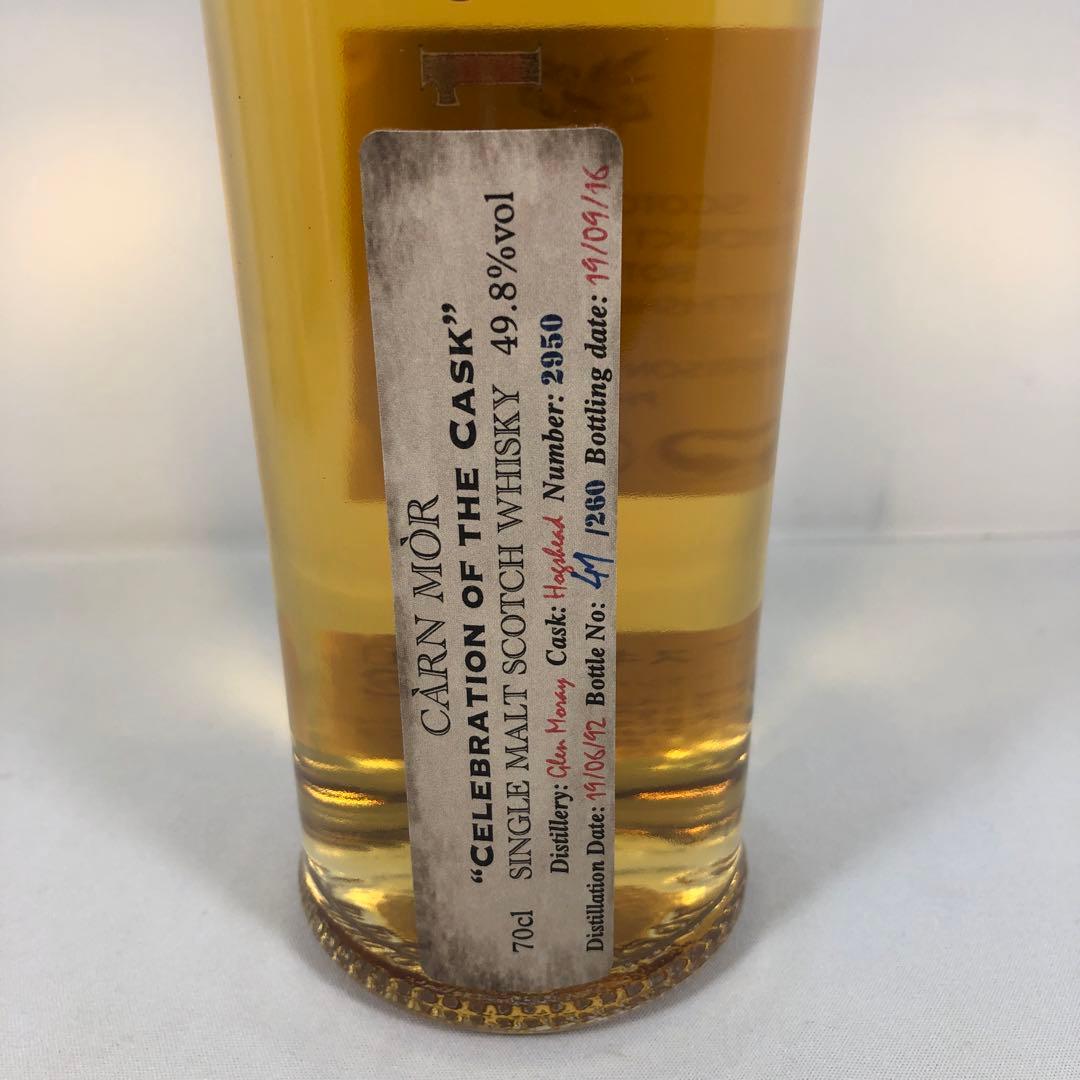 CÀRN MÒR
“CELEBRATION OF THE CASK”
70cl SINGLE MALT SCOTCH WHISKY 49.8%vol
Distillery: Glen Moray Cask: Hogshead Number: 2950
Distillation Date: 19/06/92 Bottle No: 41 /260 Bottling date: 19/09/16